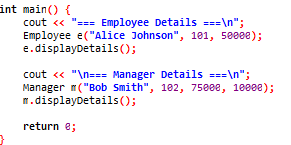 int main() {
    cout << "=== Employee Details ===\n";
    Employee e("Alice Johnson", 101, 50000);
    e.displayDetails();

    cout << "\n=== Manager Details ===\n";
    Manager m("Bob Smith", 102, 75000, 10000);
    m.displayDetails();

    return 0;
}